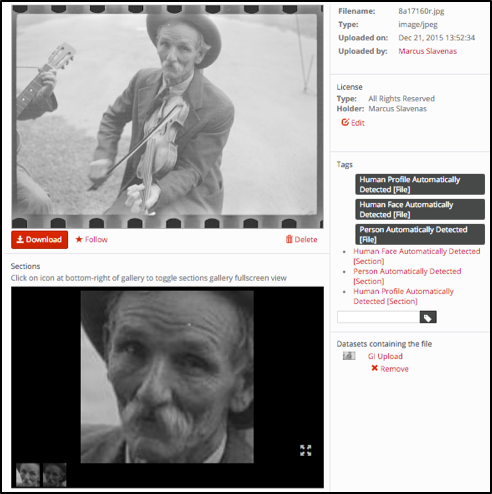 Filename: 8a17160r.jpg
Type: image/jpeg
Uploaded on: Dec 21, 2015 13:52:34
Uploaded by: Marcus Slavenas
License
Type: All Rights Reserved
Holder: Marcus Slavenas
Edit
Tags
Human Profile Automatically
Detected [File]
Human Face Automatically
Detected [File]
Person Automatically Detected
[File]
Human Face Automatically Detected
[Section]
Person Automatically Detected
[Section]
Human Profile Automatically
Detected [Section]
Datasets containing the file
GI Upload
Remove
Download
Follow
Delete
Sections
Click on icon at bottom-right of gallery to toggle sections gallery fullscreen view